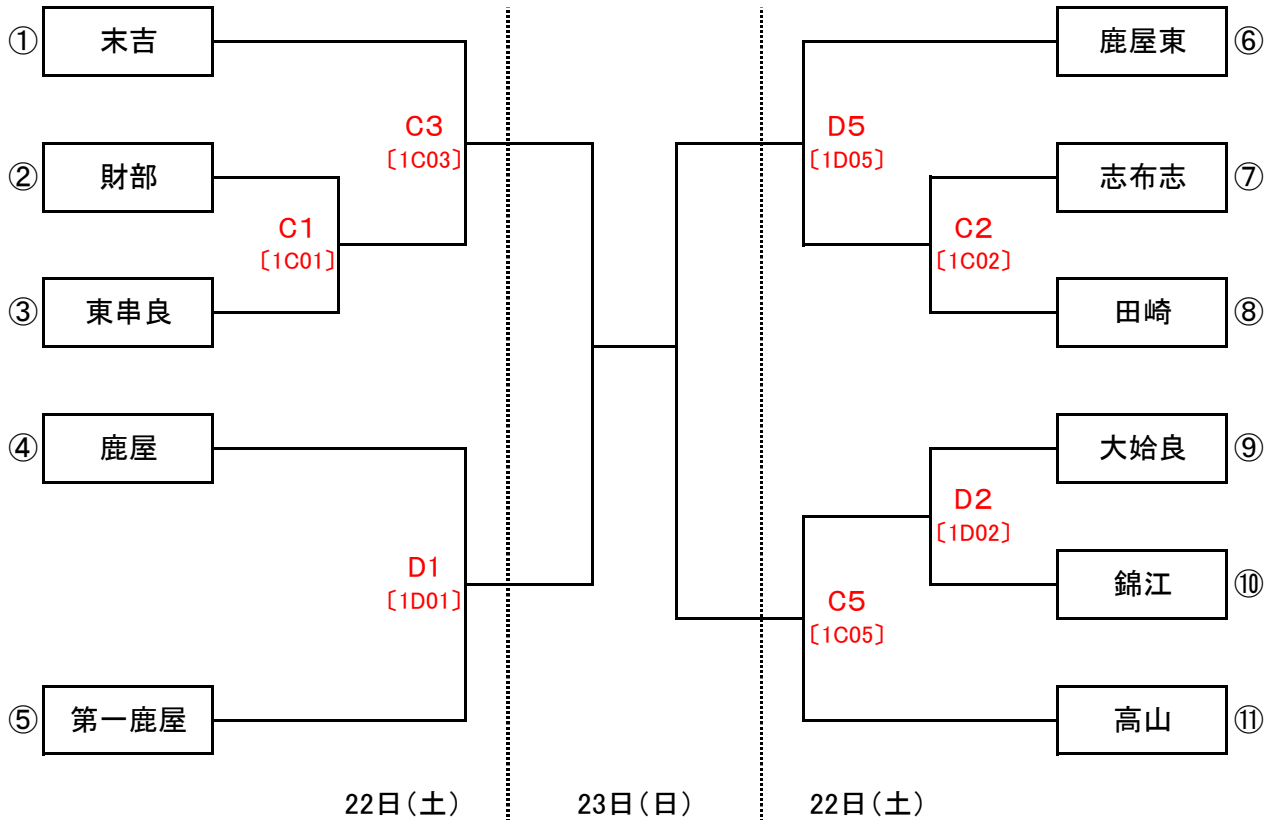 ① 末吉
② 財部
③ 東串良
④ 鹿屋
⑤ 第一鹿屋
C3
〔1C03〕
C1
〔1C01〕
D1
〔1D01〕
鹿屋東 ⑥
志布志 ⑦
田崎 ⑧
大姶良 ⑨
錦江 ⑩
高山 ⑪
D5
〔1D05〕
C2
〔1C02〕
D2
〔1D02〕
C5
〔1C05〕
22日（土） 23日（日） 22日（土）